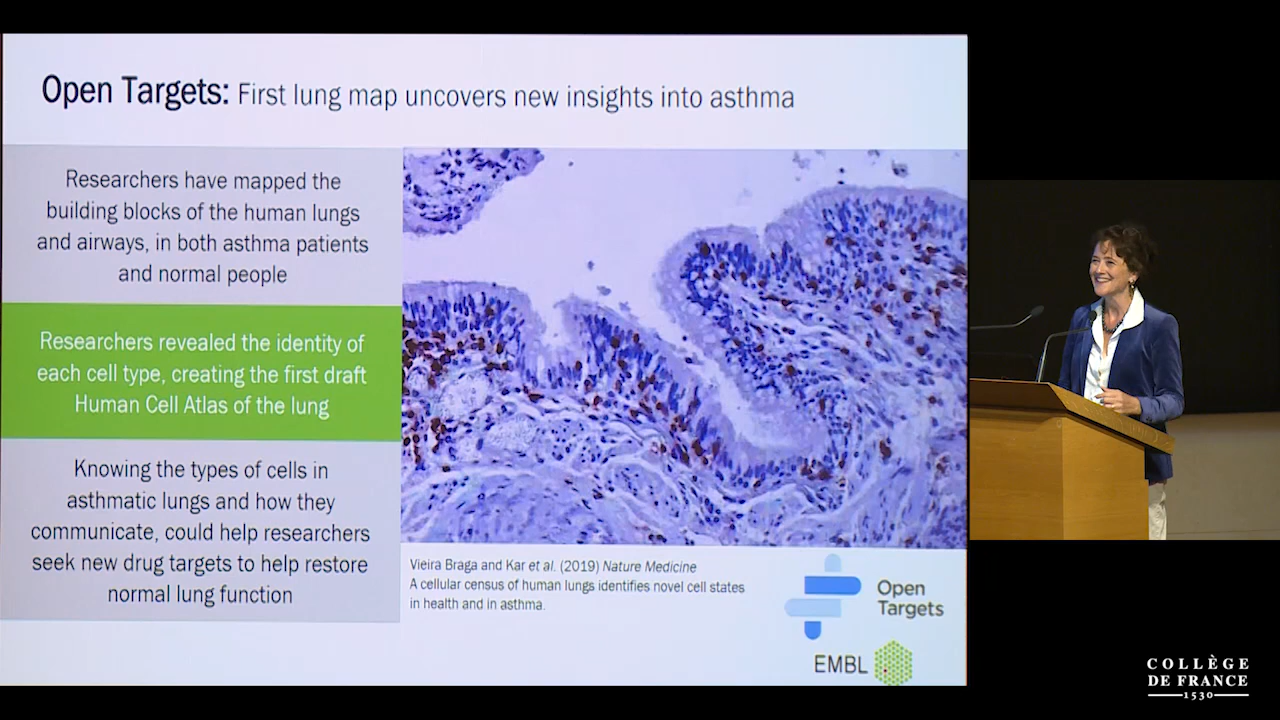 Open Targets: First lung map uncovers new insights into asthma
Researchers have mapped the
building blocks of the human lungs
and airways, in both asthma patients
and normal people
Researchers revealed the identity of
each cell type, creating the first draft
Human Cell Atlas of the lung
Knowing the types of cells in
asthmatic lungs and how they
communicate, could help researchers
seek new drug targets to help restore
normal lung function
Vieira Braga and Kar et al. (2019) Nature Medicine
A cellular census of human lungs identifies novel cell states
in health and in asthma.
Open
Targets
EMBL
COLLÈGE
DE FRANCE
1530